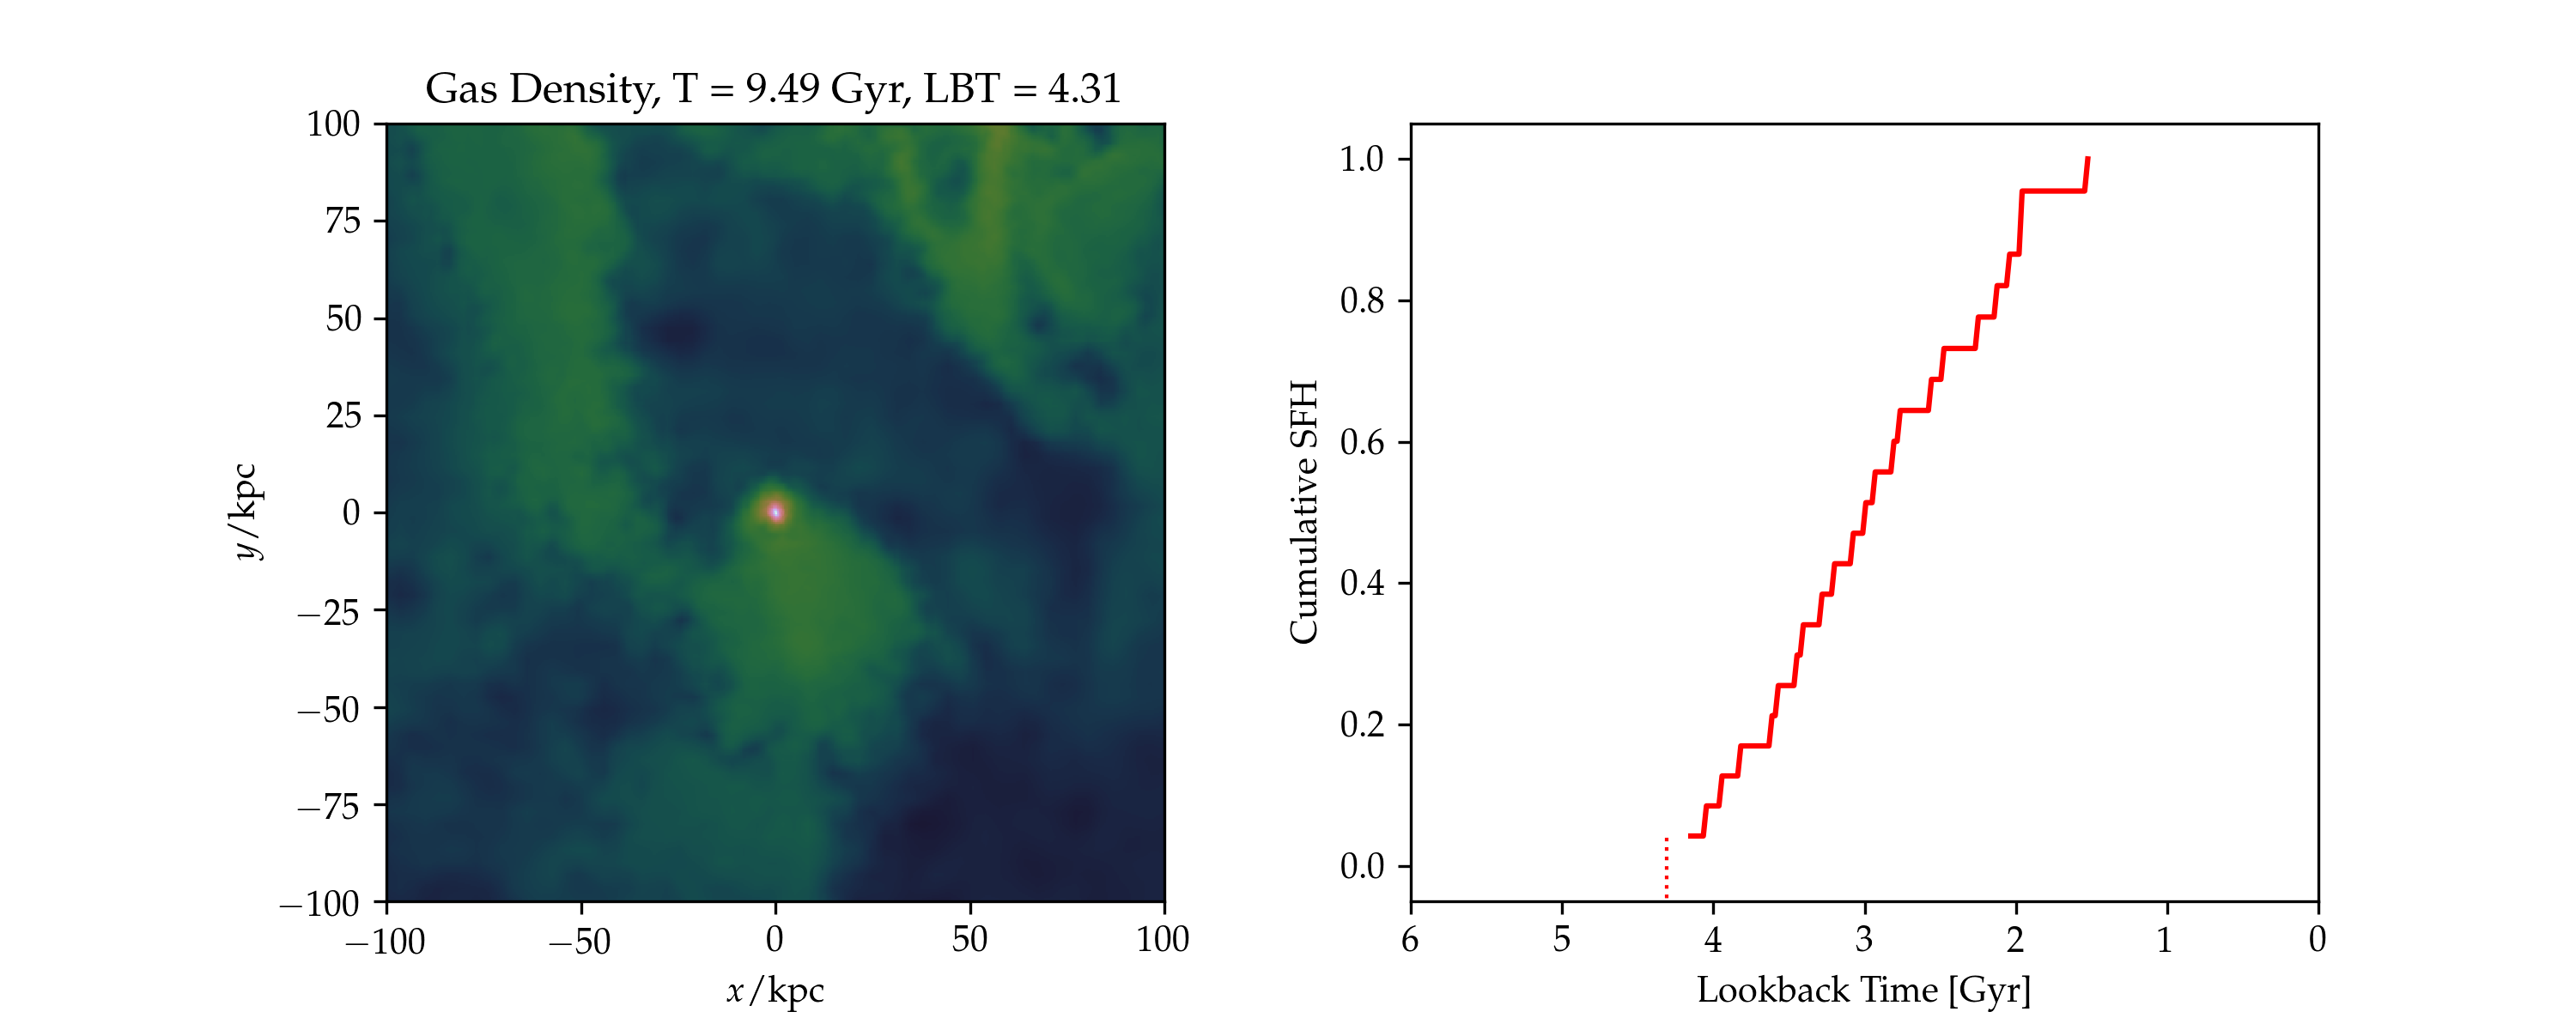 Gas Density, T = 9.49 Gyr, LBT = 4.31
100
75
50
25
0
−25
−50
−75
−100
y/kpc
−100 −50 0 50 100
x/kpc
1.0
0.8
0.6
0.4
0.2
0.0
Cumulative SFH
6 5 4 3 2 1 0
Lookback Time [Gyr]